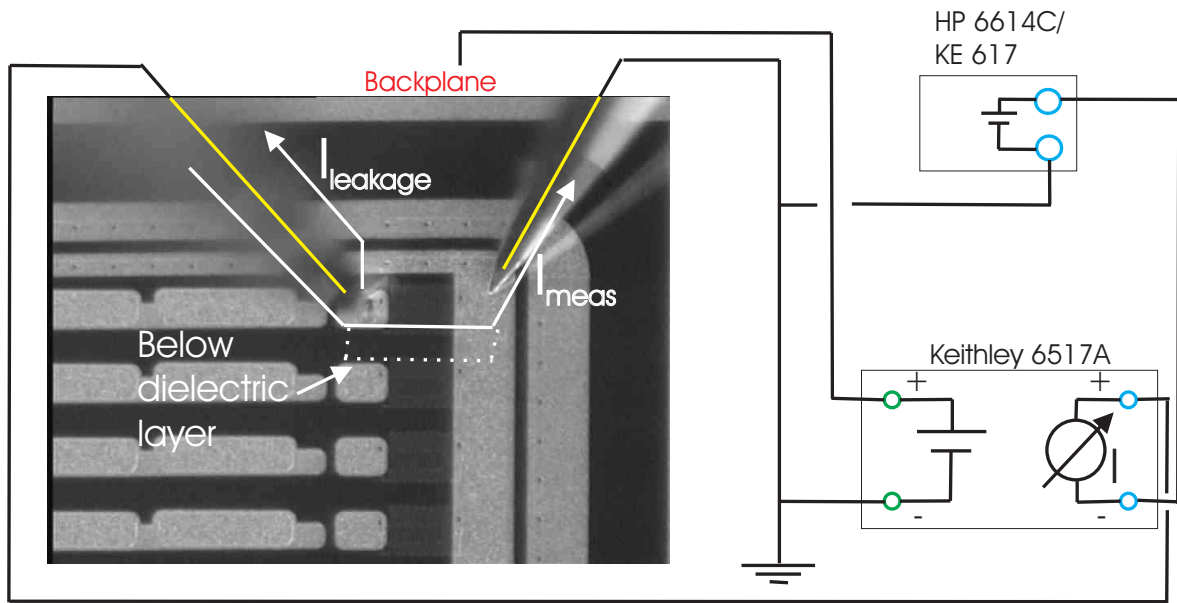 HP 6614C/
KE 617
Backplane
I leakage
I meas
Below
dielectric
layer
Keithley 6517A
+
+
I
-
-